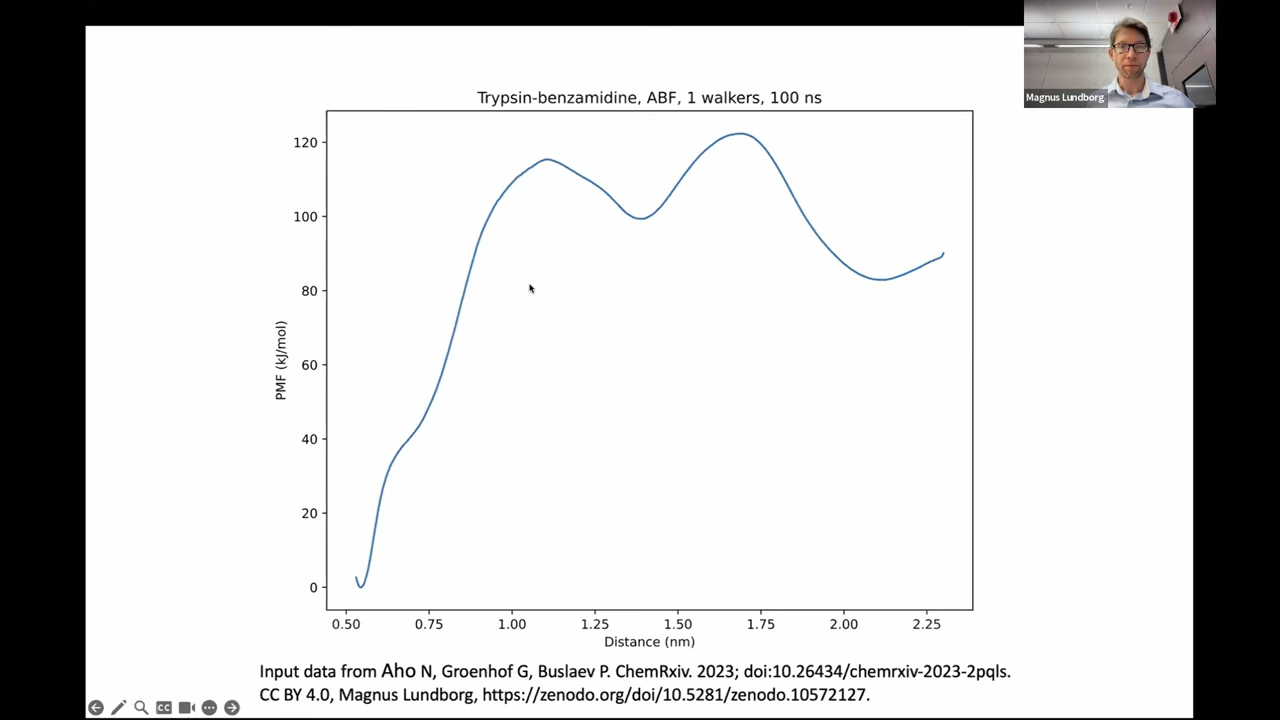 Magnus Lundborg
Trypsin-benzamidine, ABF, 1 walkers, 100 ns
120
100
80
60
40
20
0
PMF (kJ/mol)
0.50 0.75 1.00 1.25 1.50 1.75 2.00 2.25
Distance (nm)
Input data from Aho N, Groenhof G, Buslaev P. ChemRxiv. 2023; doi:10.26434/chemrxiv-2023-2pqls.
CC BY 4.0, Magnus Lundborg, https://zenodo.org/doi/10.5281/zenodo.10572127.
CC